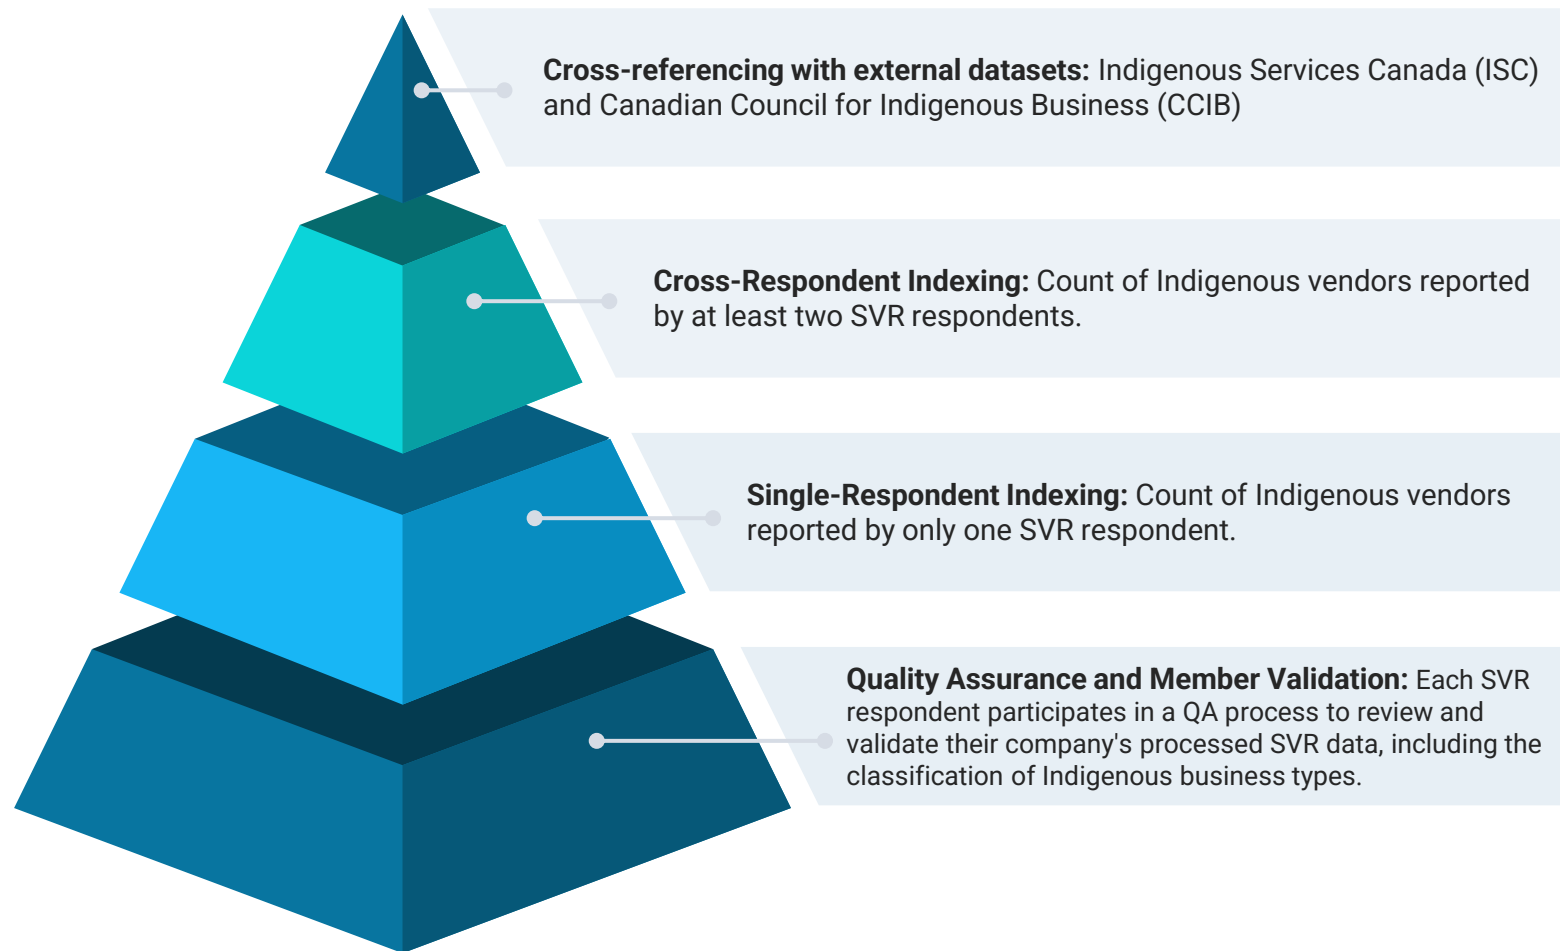 Cross-referencing with external datasets: Indigenous Services Canada (ISC)
and Canadian Council for Indigenous Business (CCIB)
Cross-Respondent Indexing: Count of Indigenous vendors reported
by at least two SVR respondents.
Single-Respondent Indexing: Count of Indigenous vendors
reported by only one SVR respondent.
Quality Assurance and Member Validation: Each SVR
respondent participates in a QA process to review and
validate their company's processed SVR data, including the
classification of Indigenous business types.